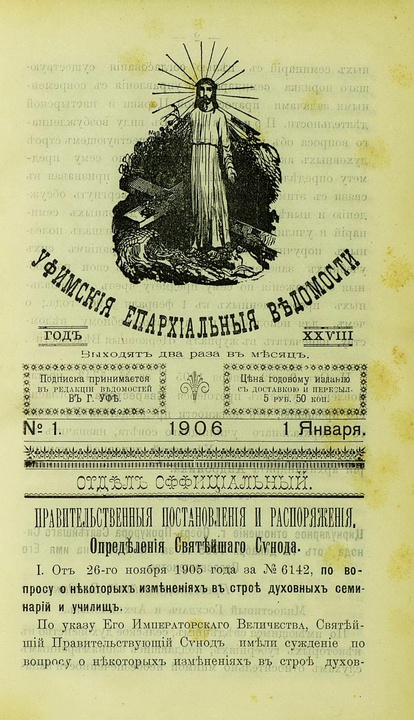 УФИМСКІЯ ЕПАРХІАЛЬНЫЯ ВѢДОМОСТИ
ГОДЪ XXVIII
Выходятъ два раза въ мѣсяцъ.
Подписка принимается
въ редакціи вѣдомостей
въ г. УФѢ.
Цѣна годовому изданію
съ доставкою и пересыл.
5 руб. 50 коп.
№ 1. 1906 1 Января.
ОТДѢЛЪ ОФФИЦІАЛЬНЫЙ.
ПРАВИТЕЛЬСТВЕННЫЯ ПОСТАНОВЛЕНІЯ И РАСПОРЯЖЕНІЯ.
Опредѣленія Святѣйшаго Сѵнода.
I. Отъ 26-го ноября 1905 года за № 6142, по во-
просу о нѣкоторыхъ измѣненіяхъ въ строѣ духовныхъ семи-
нарій и училищъ.
По указу Его Императорскаго Величества, Святѣй-
шій Правительствующій Сѵнодъ имѣли сужденіе по
вопросу о нѣкоторыхъ измѣненіяхъ въ строѣ духов-